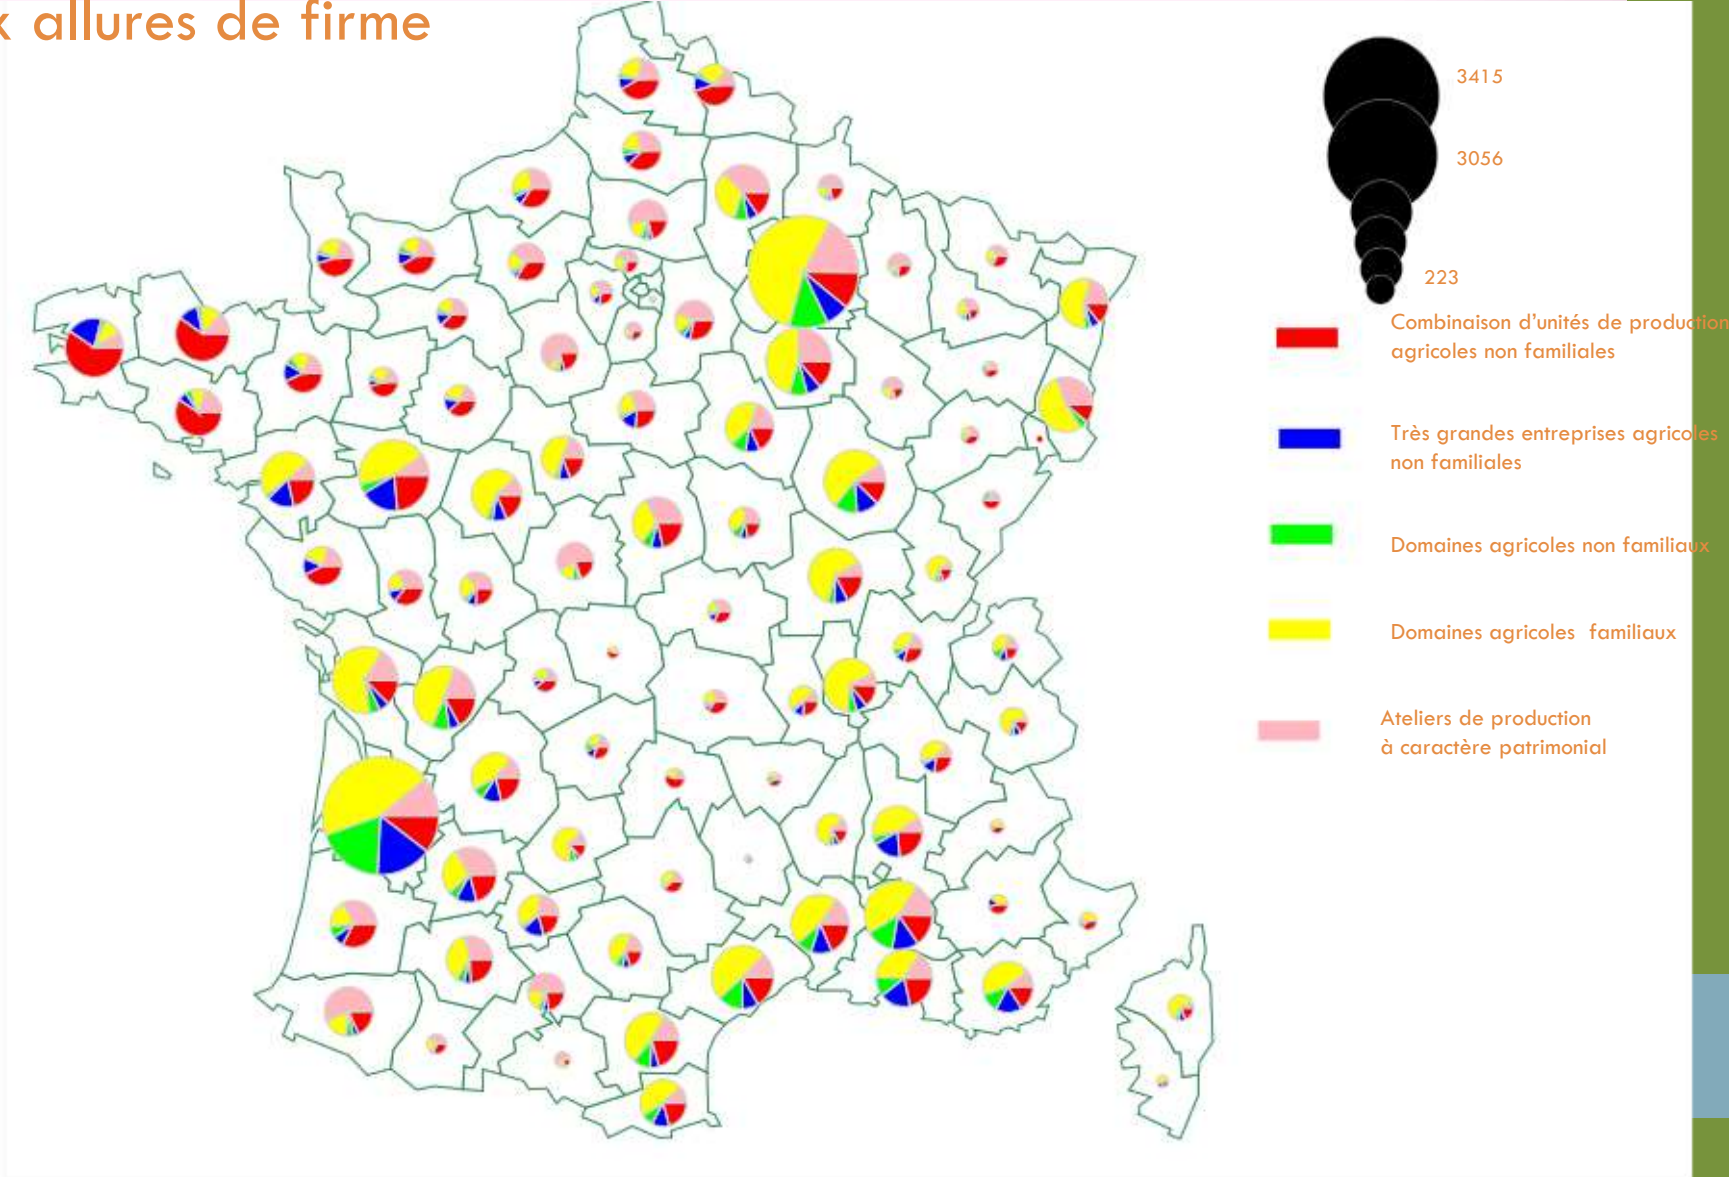 allures de firme
3415
3056
223
Combinaison d'unités de production
agricoles non familiales
Très grandes entreprises agricoles
non familiales
Domaines agricoles non familiaux
Domaines agricoles familiaux
Ateliers de production
à caractère patrimonial